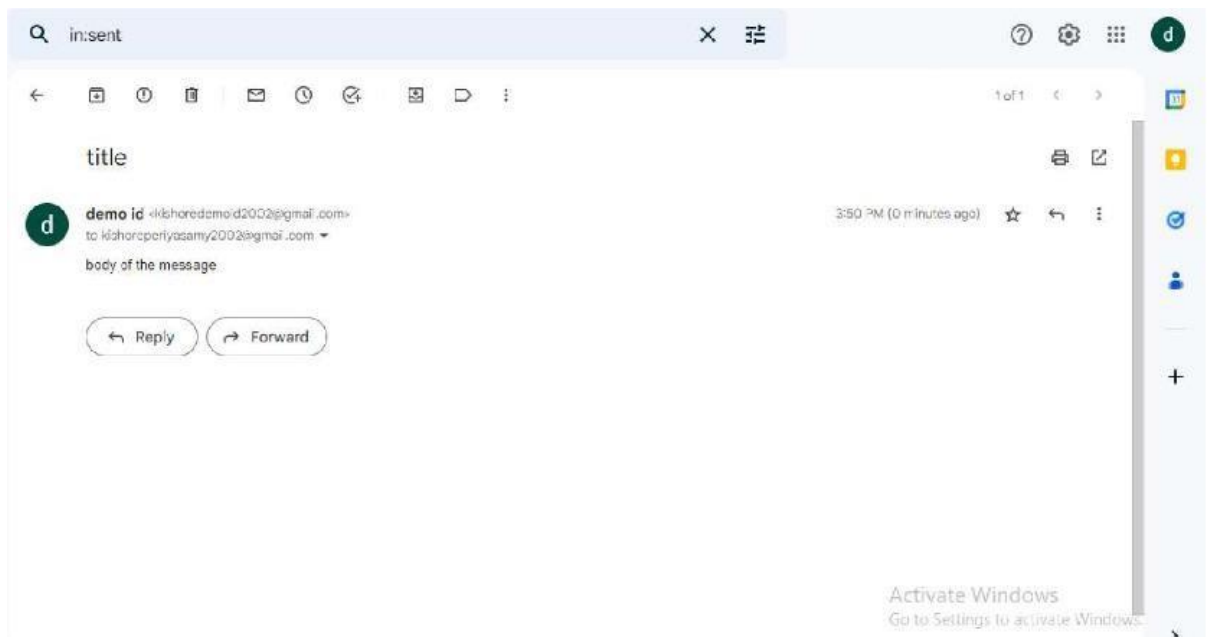 in:sent
d
1 of 1
title
d
demo id <kishoredemoid2002@gmail.com>
3:50 PM (0 minutes ago)
to kishoreperiyasamy2002@gmail.com
body of the message
Reply
Forward
Activate Windows
Go to Settings to activate Windows.